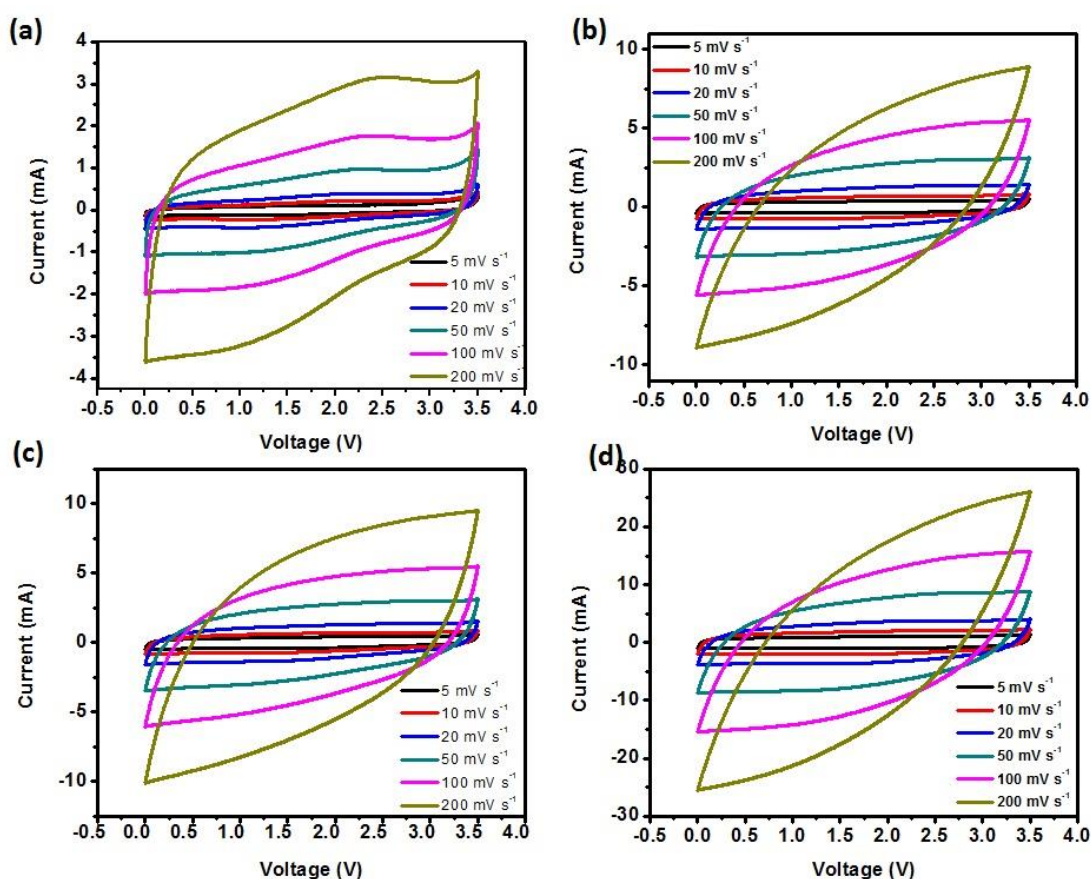 (a)
4
3
2
1
0
-1
-2
-3
-4
Current (mA)
5 mV s⁻¹
10 mV s⁻¹
20 mV s⁻¹
50 mV s⁻¹
100 mV s⁻¹
200 mV s⁻¹
-0.5 0.0 0.5 1.0 1.5 2.0 2.5 3.0 3.5 4.0
Voltage (V)
(b)
10
5
0
-5
-10
Current (mA)
5 mV s⁻¹
10 mV s⁻¹
20 mV s⁻¹
50 mV s⁻¹
100 mV s⁻¹
200 mV s⁻¹
-0.5 0.0 0.5 1.0 1.5 2.0 2.5 3.0 3.5 4.0
Voltage (V)
(c)
10
5
0
-5
-10
Current (mA)
5 mV s⁻¹
10 mV s⁻¹
20 mV s⁻¹
50 mV s⁻¹
100 mV s⁻¹
200 mV s⁻¹
-0.5 0.0 0.5 1.0 1.5 2.0 2.5 3.0 3.5 4.0
Voltage (V)
(d)
30
20
10
0
-10
-20
-30
Current (mA)
5 mV s⁻¹
10 mV s⁻¹
20 mV s⁻¹
50 mV s⁻¹
100 mV s⁻¹
200 mV s⁻¹
-0.5 0.0 0.5 1.0 1.5 2.0 2.5 3.0 3.5 4.0
Voltage (V)